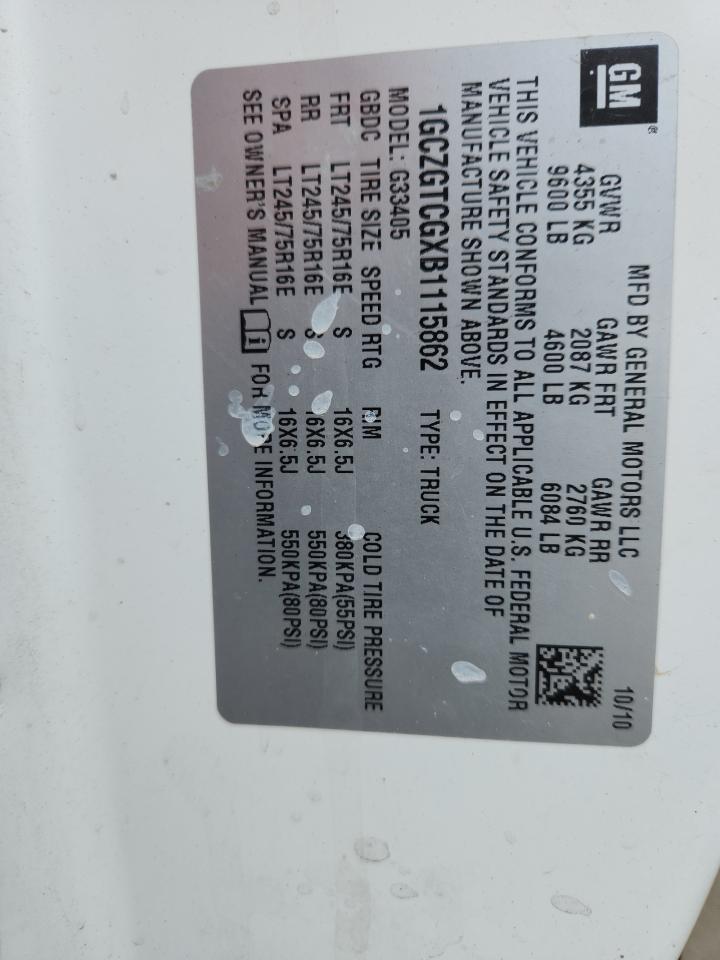 GM®
MFD BY GENERAL MOTORS LLC 10/10
GVWR GAWR FRT GAWR RR
4355 KG 2087 KG 2760 KG
9600 LB 4600 LB 6084 LB
THIS VEHICLE CONFORMS TO ALL APPLICABLE U.S. FEDERAL MOTOR
VEHICLE SAFETY STANDARDS IN EFFECT ON THE DATE OF
MANUFACTURE SHOWN ABOVE.
1GCZGTCGXB1115862 TYPE: TRUCK
MODEL: G33405
GBDC TIRE SIZE SPEED RTG RIM COLD TIRE PRESSURE
FRT LT245/75R16E S 16X6.5J 380KPA(55PSI)
RR LT245/75R16E S 16X6.5J 550KPA(80PSI)
SPA LT245/75R16E S 16X6.5J 550KPA(80PSI)
SEE OWNER'S MANUAL i FOR MORE INFORMATION.